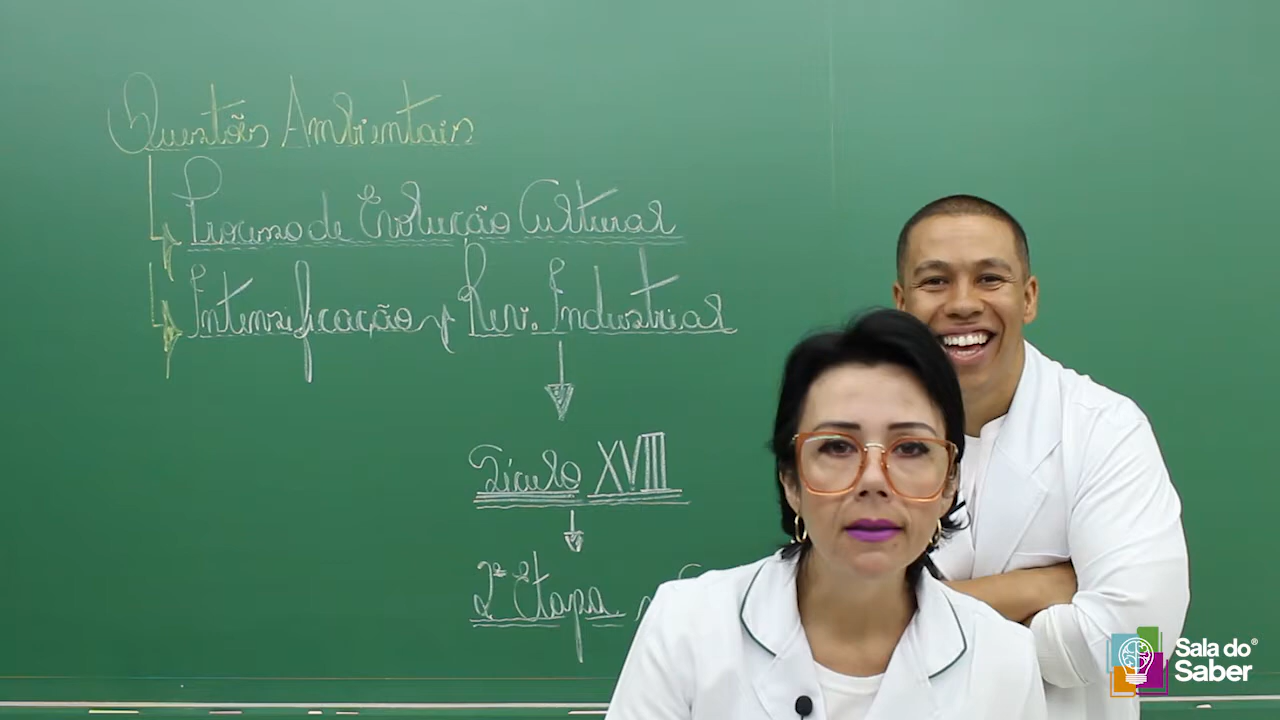 Questões Ambientais
Processo de Evolução Cultural
Intensificação p Rev. Industrial
Século XVIII
2ª Etapa
Sala do
Saber®